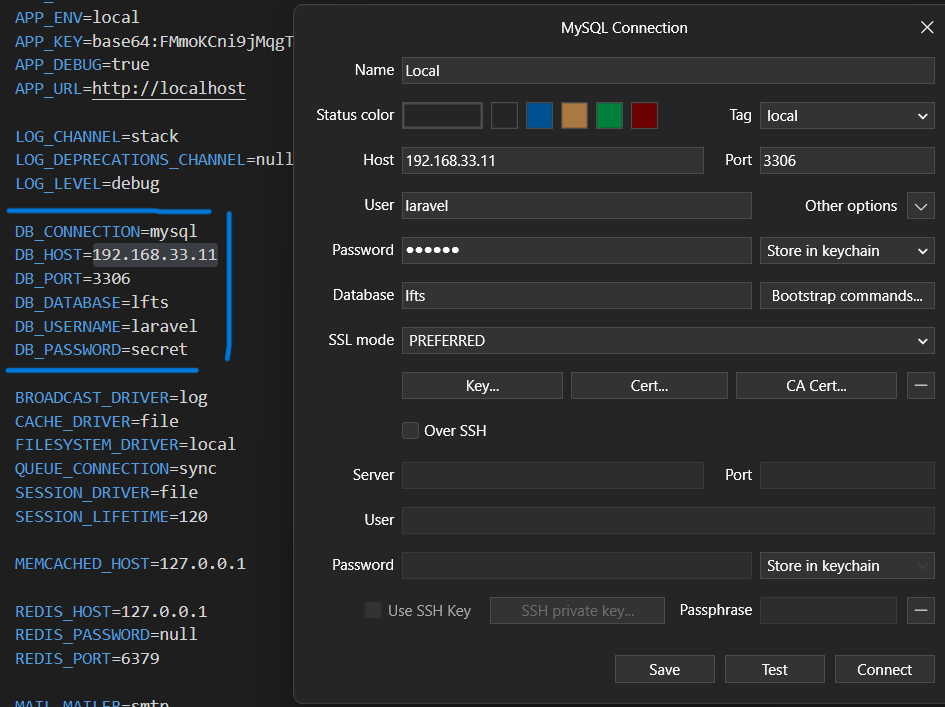 APP_ENV=local
APP_KEY=base64:FMmoKCni9jMqgT
APP_DEBUG=true
APP_URL=http://localhost
LOG_CHANNEL=stack
LOG_DEPRECATIONS_CHANNEL=null
LOG_LEVEL=debug
DB_CONNECTION=mysql
DB_HOST=192.168.33.11
DB_PORT=3306
DB_DATABASE=lfts
DB_USERNAME=laravel
DB_PASSWORD=secret
BROADCAST_DRIVER=log
CACHE_DRIVER=file
FILESYSTEM_DRIVER=local
QUEUE_CONNECTION=sync
SESSION_DRIVER=file
SESSION_LIFETIME=120
MEMCACHED_HOST=127.0.0.1
REDIS_HOST=127.0.0.1
REDIS_PASSWORD=null
REDIS_PORT=6379
MAIL_MAILER=smtp
MySQL Connection
Name Local
Status color Tag local
Host 192.168.33.11 Port 3306
User laravel Other options
Password ●●●●●● Store in keychain
Database lfts Bootstrap commands...
SSL mode PREFERRED
Key... Cert... CA Cert...
Over SSH
Server Port
User
Password Store in keychain
Use SSH Key SSH private key... Passphrase
Save Test Connect